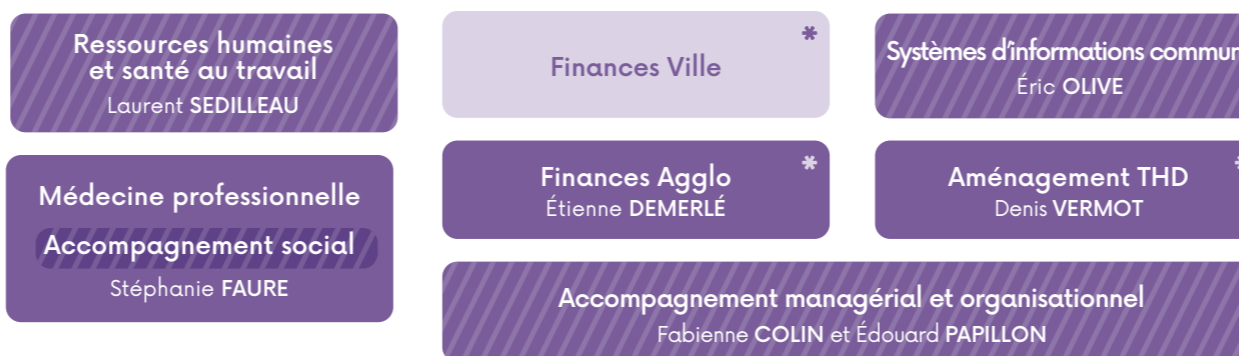 Ressources humaines
et santé au travail
Laurent SEDILLEAU
Médecine professionnelle
Accompagnement social
Stéphanie FAURE
Finances Ville *
Finances Agglo *
Étienne DEMERLÉ
Systèmes d'informations
Éric OLIVE
Aménagement THD *
Denis VERMOT
Accompagnement managérial et organisationnel
Fabienne COLIN et Édouard PAPILLON